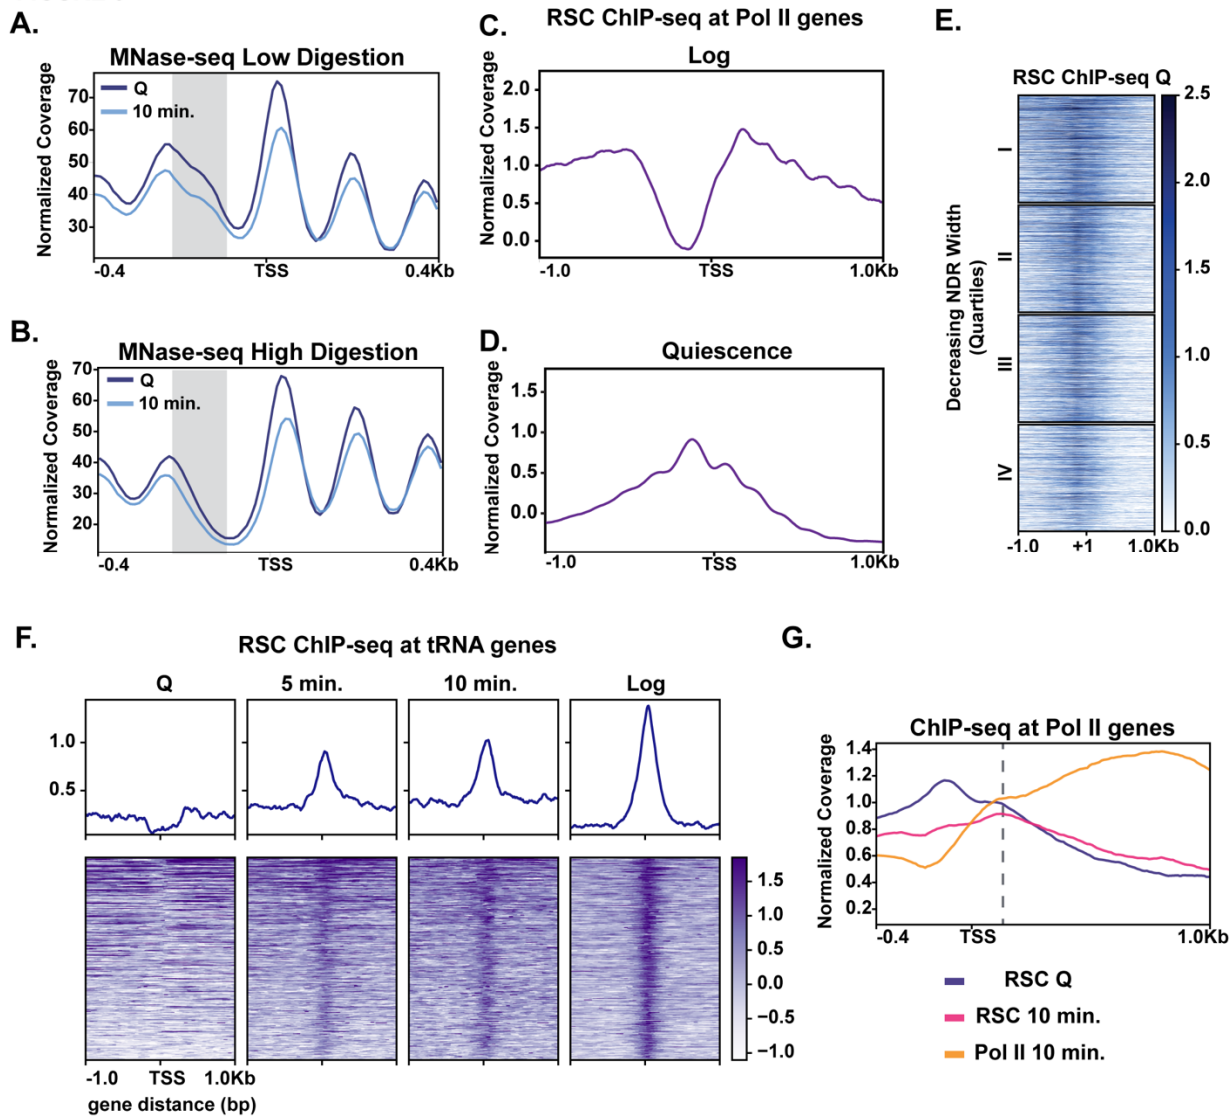 A.
MNase-seq Low Digestion
Normalized Coverage
70
60
50
40
30
Q
10 min.
-0.4
TSS
0.4Kb
B.
MNase-seq High Digestion
Normalized Coverage
70
60
50
40
30
20
Q
10 min.
-0.4
TSS
0.4Kb
RSC ChIP-seq at Pol II genes
C.
Log
Normalized Coverage
2.0
1.5
1.0
0.5
0.0
-1.0
TSS
1.0Kb
D.
Quiescence
Normalized Coverage
1.5
1.0
0.5
0.0
-1.0
TSS
1.0Kb
E.
RSC ChIP-seq Q
Decreasing NDR Width
(Quartiles)
I
II
III
IV
-1.0
+1
1.0Kb
2.5
2.0
1.5
1.0
0.5
0.0
F.
RSC ChIP-seq at tRNA genes
Q
5 min.
10 min.
Log
1.0
0.5
1.5
1.0
0.5
0.0
−0.5
−1.0
-1.0
TSS
1.0Kb
gene distance (bp)
G.
ChIP-seq at Pol II genes
Normalized Coverage
1.4
1.2
1.0
0.8
0.6
0.4
0.2
-0.4
TSS
1.0Kb
RSC Q
RSC 10 min.
Pol II 10 min.